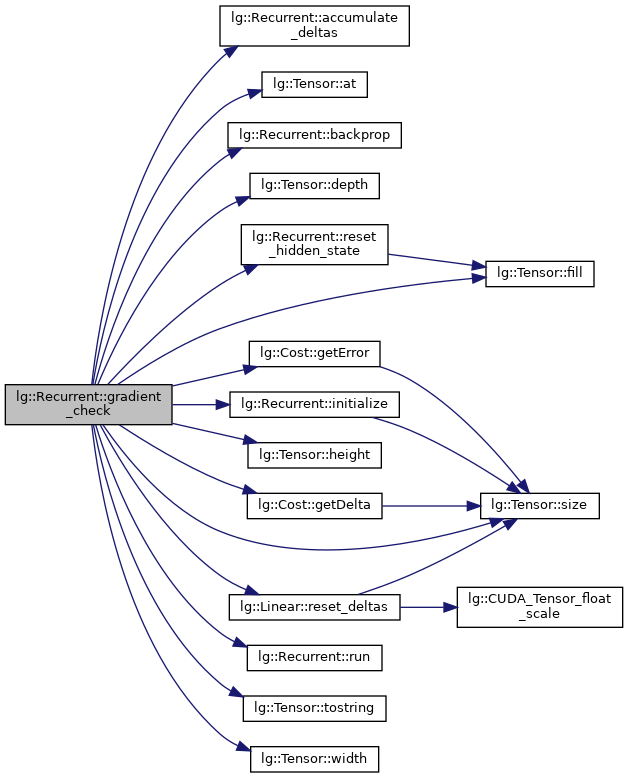 lg::Recurrent::accumulate
_deltas
lg::Tensor::at
lg::Recurrent::backprop
lg::Tensor::depth
lg::Recurrent::reset
_hidden_state
lg::Tensor::fill
lg::Cost::getError
lg::Recurrent::gradient
_check
lg::Recurrent::initialize
lg::Tensor::height
lg::Cost::getDelta
lg::Tensor::size
lg::Linear::reset_deltas
lg::CUDA_Tensor_float
_scale
lg::Recurrent::run
lg::Tensor::tostring
lg::Tensor::width